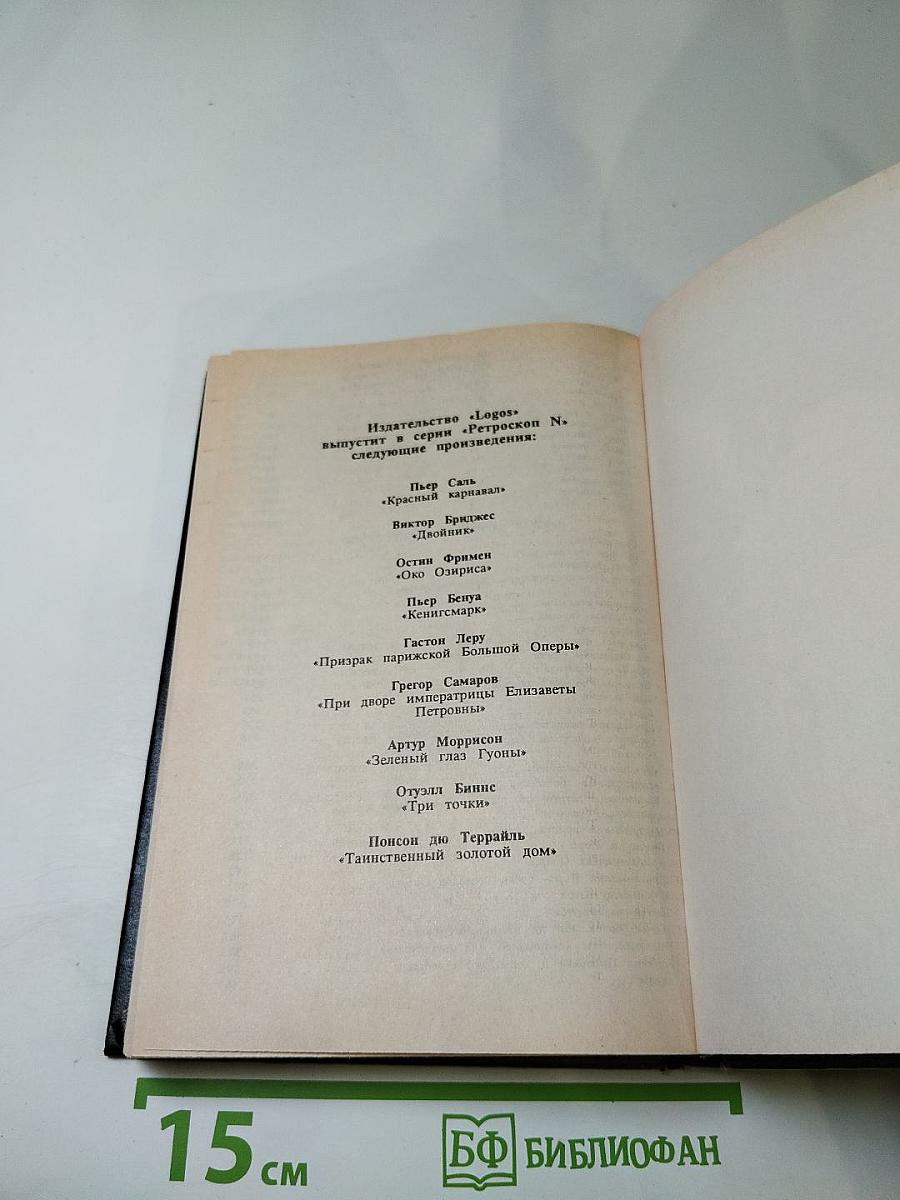 Издательство «Logos»
выпустит в серии «Ретроскоп N»
следующие произведения:
Пьер Саль
«Красный карнавал»
Виктор Бриджес
«Двойник»
Остин Фримен
«Око Озириса»
Пьер Бенуа
«Кенигсмарк»
Гастон Леру
«Призрак парижской Большой Оперы»
Грегор Самаров
«При дворе императрицы Елизаветы
Петровны»
Артур Моррисон
«Зеленый глаз Гуоны»
Отуэлл Биннс
«Три точки»
Понсон дю Террайль
«Таинственный золотой дом»
15 см
БФ БИБЛИОФАН